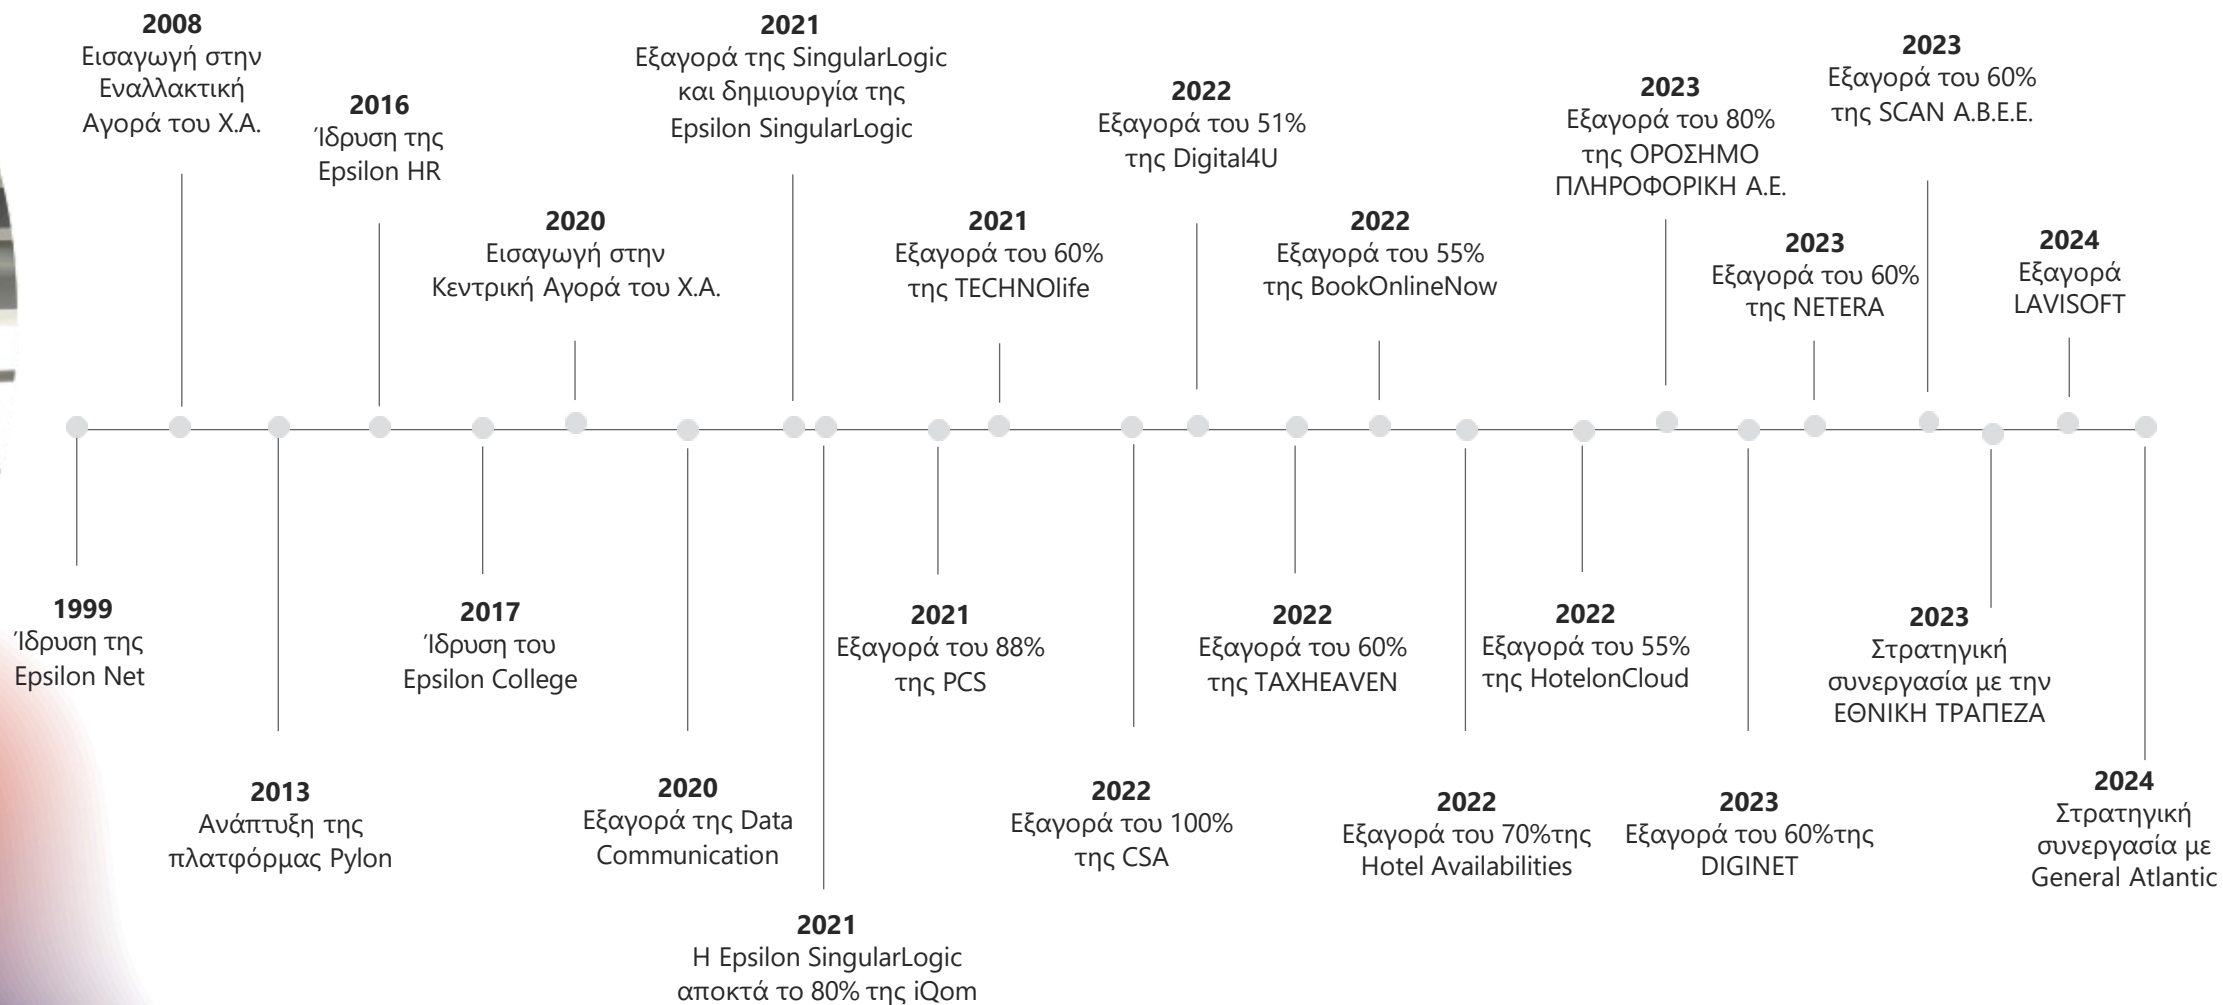 1999
Ίδρυση της
Epsilon Net
2008
Εισαγωγή στην
Εναλλακτική
Αγορά του Χ.Α.
2013
Ανάπτυξη της
πλατφόρμας Pylon
2016
Ίδρυση της
Epsilon HR
2017
Ίδρυση του
Epsilon College
2020
Εισαγωγή στην
Κεντρική Αγορά του Χ.Α.
2020
Εξαγορά της Data
Communication
2021
Εξαγορά της SingularLogic
και δημιουργία της
Epsilon SingularLogic
2021
Η Epsilon SingularLogic
αποκτά το 80% της iQom
2021
Εξαγορά του 88%
της PCS
2021
Εξαγορά του 60%
της TECHNOlife
2022
Εξαγορά του 100%
της CSA
2022
Εξαγορά του 51%
της Digital4U
2022
Εξαγορά του 60%
της TAXHEAVEN
2022
Εξαγορά του 55%
της BookOnlineNow
2022
Εξαγορά του 70%της
Hotel Availabilities
2022
Εξαγορά του 55%
της HotelonCloud
2023
Εξαγορά του 80%
της ΟΡΟΣΗΜΟ
ΠΛΗΡΟΦΟΡΙΚΗ Α.Ε.
2023
Εξαγορά του 60%της
DIGINET
2023
Εξαγορά του 60%
της NETERA
2023
Εξαγορά του 60%
της SCAN Α.Β.Ε.Ε.
2023
Στρατηγική
συνεργασία με την
ΕΘΝΙΚΗ ΤΡΑΠΕΖΑ
2024
Εξαγορά
LAVISOFT
2024
Στρατηγική
συνεργασία με
General Atlantic